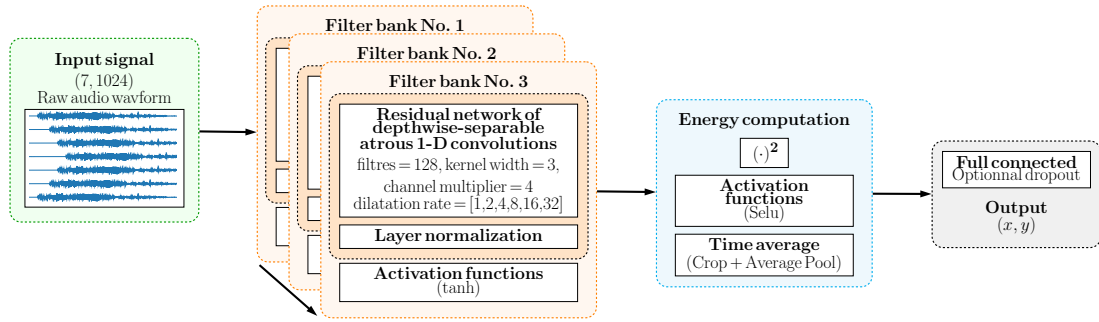 Input signal
(7, 1024)
Raw audio wavform
Filter bank No. 1
Filter bank No. 2
Filter bank No. 3
Residual network of
depthwise-separable
atrous 1-D convolutions
filtres = 128, kernel width = 3,
channel multiplier = 4
dilatation rate = [1,2,4,8,16,32]
Layer normalization
Activation functions
(tanh)
Energy computation
(·)²
Activation
functions
(Selu)
Time average
(Crop + Average Pool)
Full connected
Optionnal dropout
Output
(x, y)